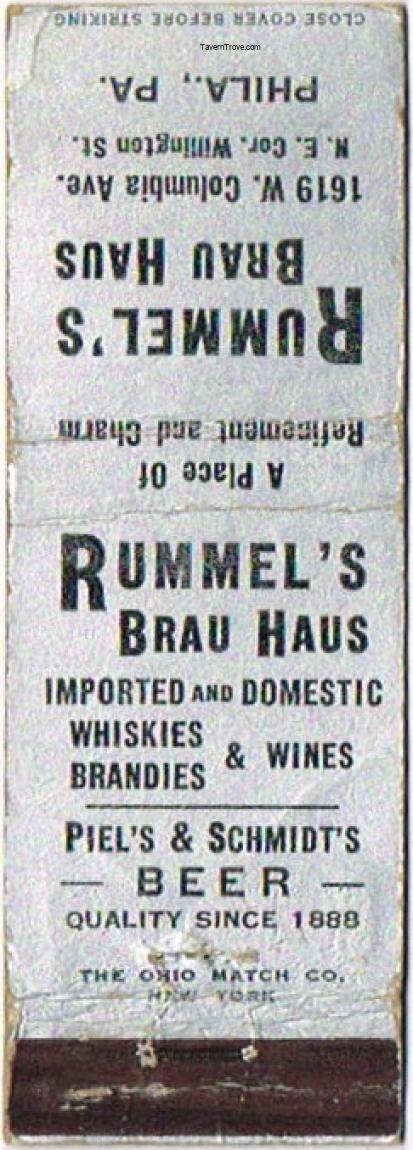 CLOSE COVER BEFORE STRIKING
TavernTrove.com
PHILA., PA.
N. E. Cor. Willington St.
1619 W. Columbia Ave.
BRAU HAUS
RUMMEL'S
Refinement and Charm
A Place Of
RUMMEL'S
BRAU HAUS
IMPORTED AND DOMESTIC
WHISKIES
BRANDIES & WINES
PIEL'S & SCHMIDT'S
— BEER —
QUALITY SINCE 1888
THE OHIO MATCH CO.
NEW YORK